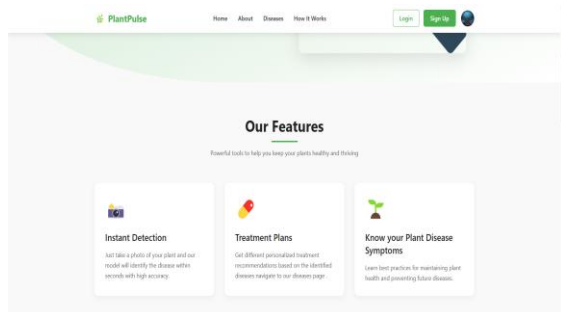 PlantPulse
Home About Diseases How It Works
Login Sign Up
Our Features
Powerful tools to help you keep your plants healthy and thriving
Instant Detection
Just take a photo of your plant and our
model will identify the disease within
seconds with high accuracy.
Treatment Plans
Get different personalized treatment
recommendations based on the identified
diseases navigate to our diseases page .
Know your Plant Disease
Symptoms
Learn best practices for maintaining plant
health and preventing future diseases.